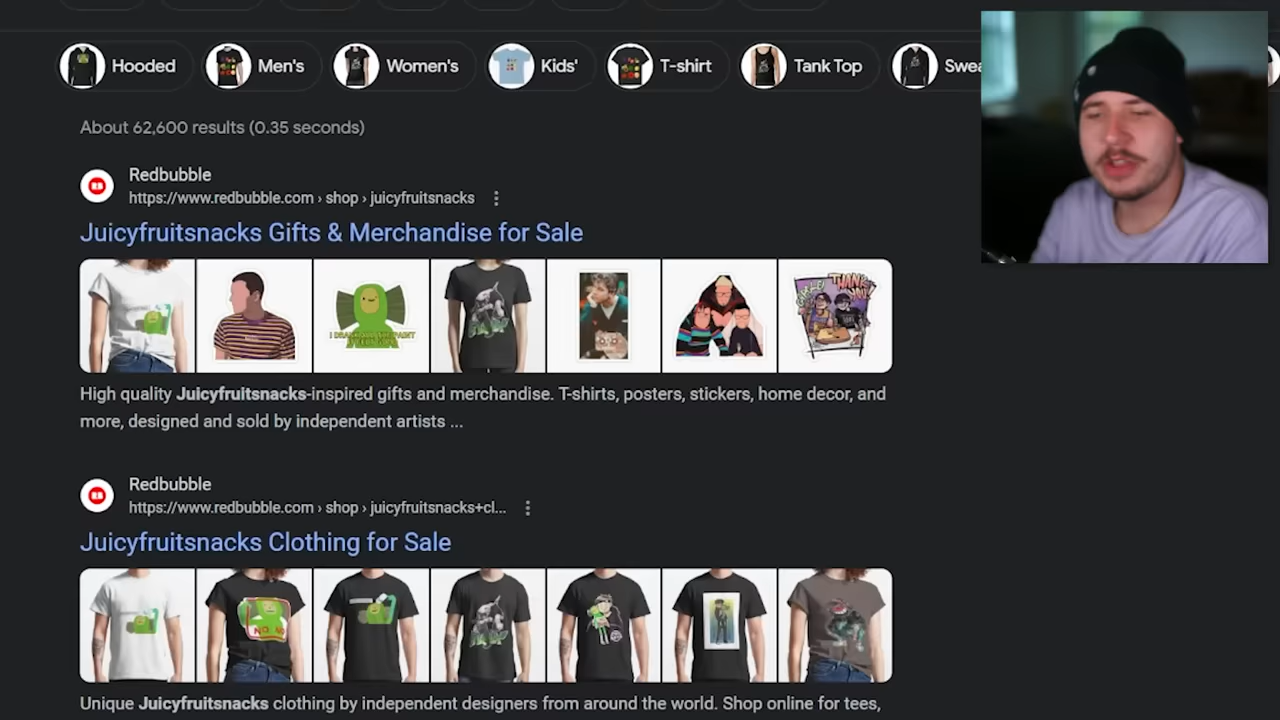 Hooded Men's Women's Kids' T-shirt Tank Top
About 62,600 results (0.35 seconds)
Redbubble
https://www.redbubble.com › shop › juicyfruitsnacks
Juicyfruitsnacks Gifts & Merchandise for Sale
THANK
YOU!
High quality Juicyfruitsnacks-inspired gifts and merchandise. T-shirts, posters, stickers, home decor, and
more, designed and sold by independent artists ...
Redbubble
https://www.redbubble.com › shop › juicyfruitsnacks+cl...
Juicyfruitsnacks Clothing for Sale
Unique Juicyfruitsnacks clothing by independent designers from around the world. Shop online for tees,